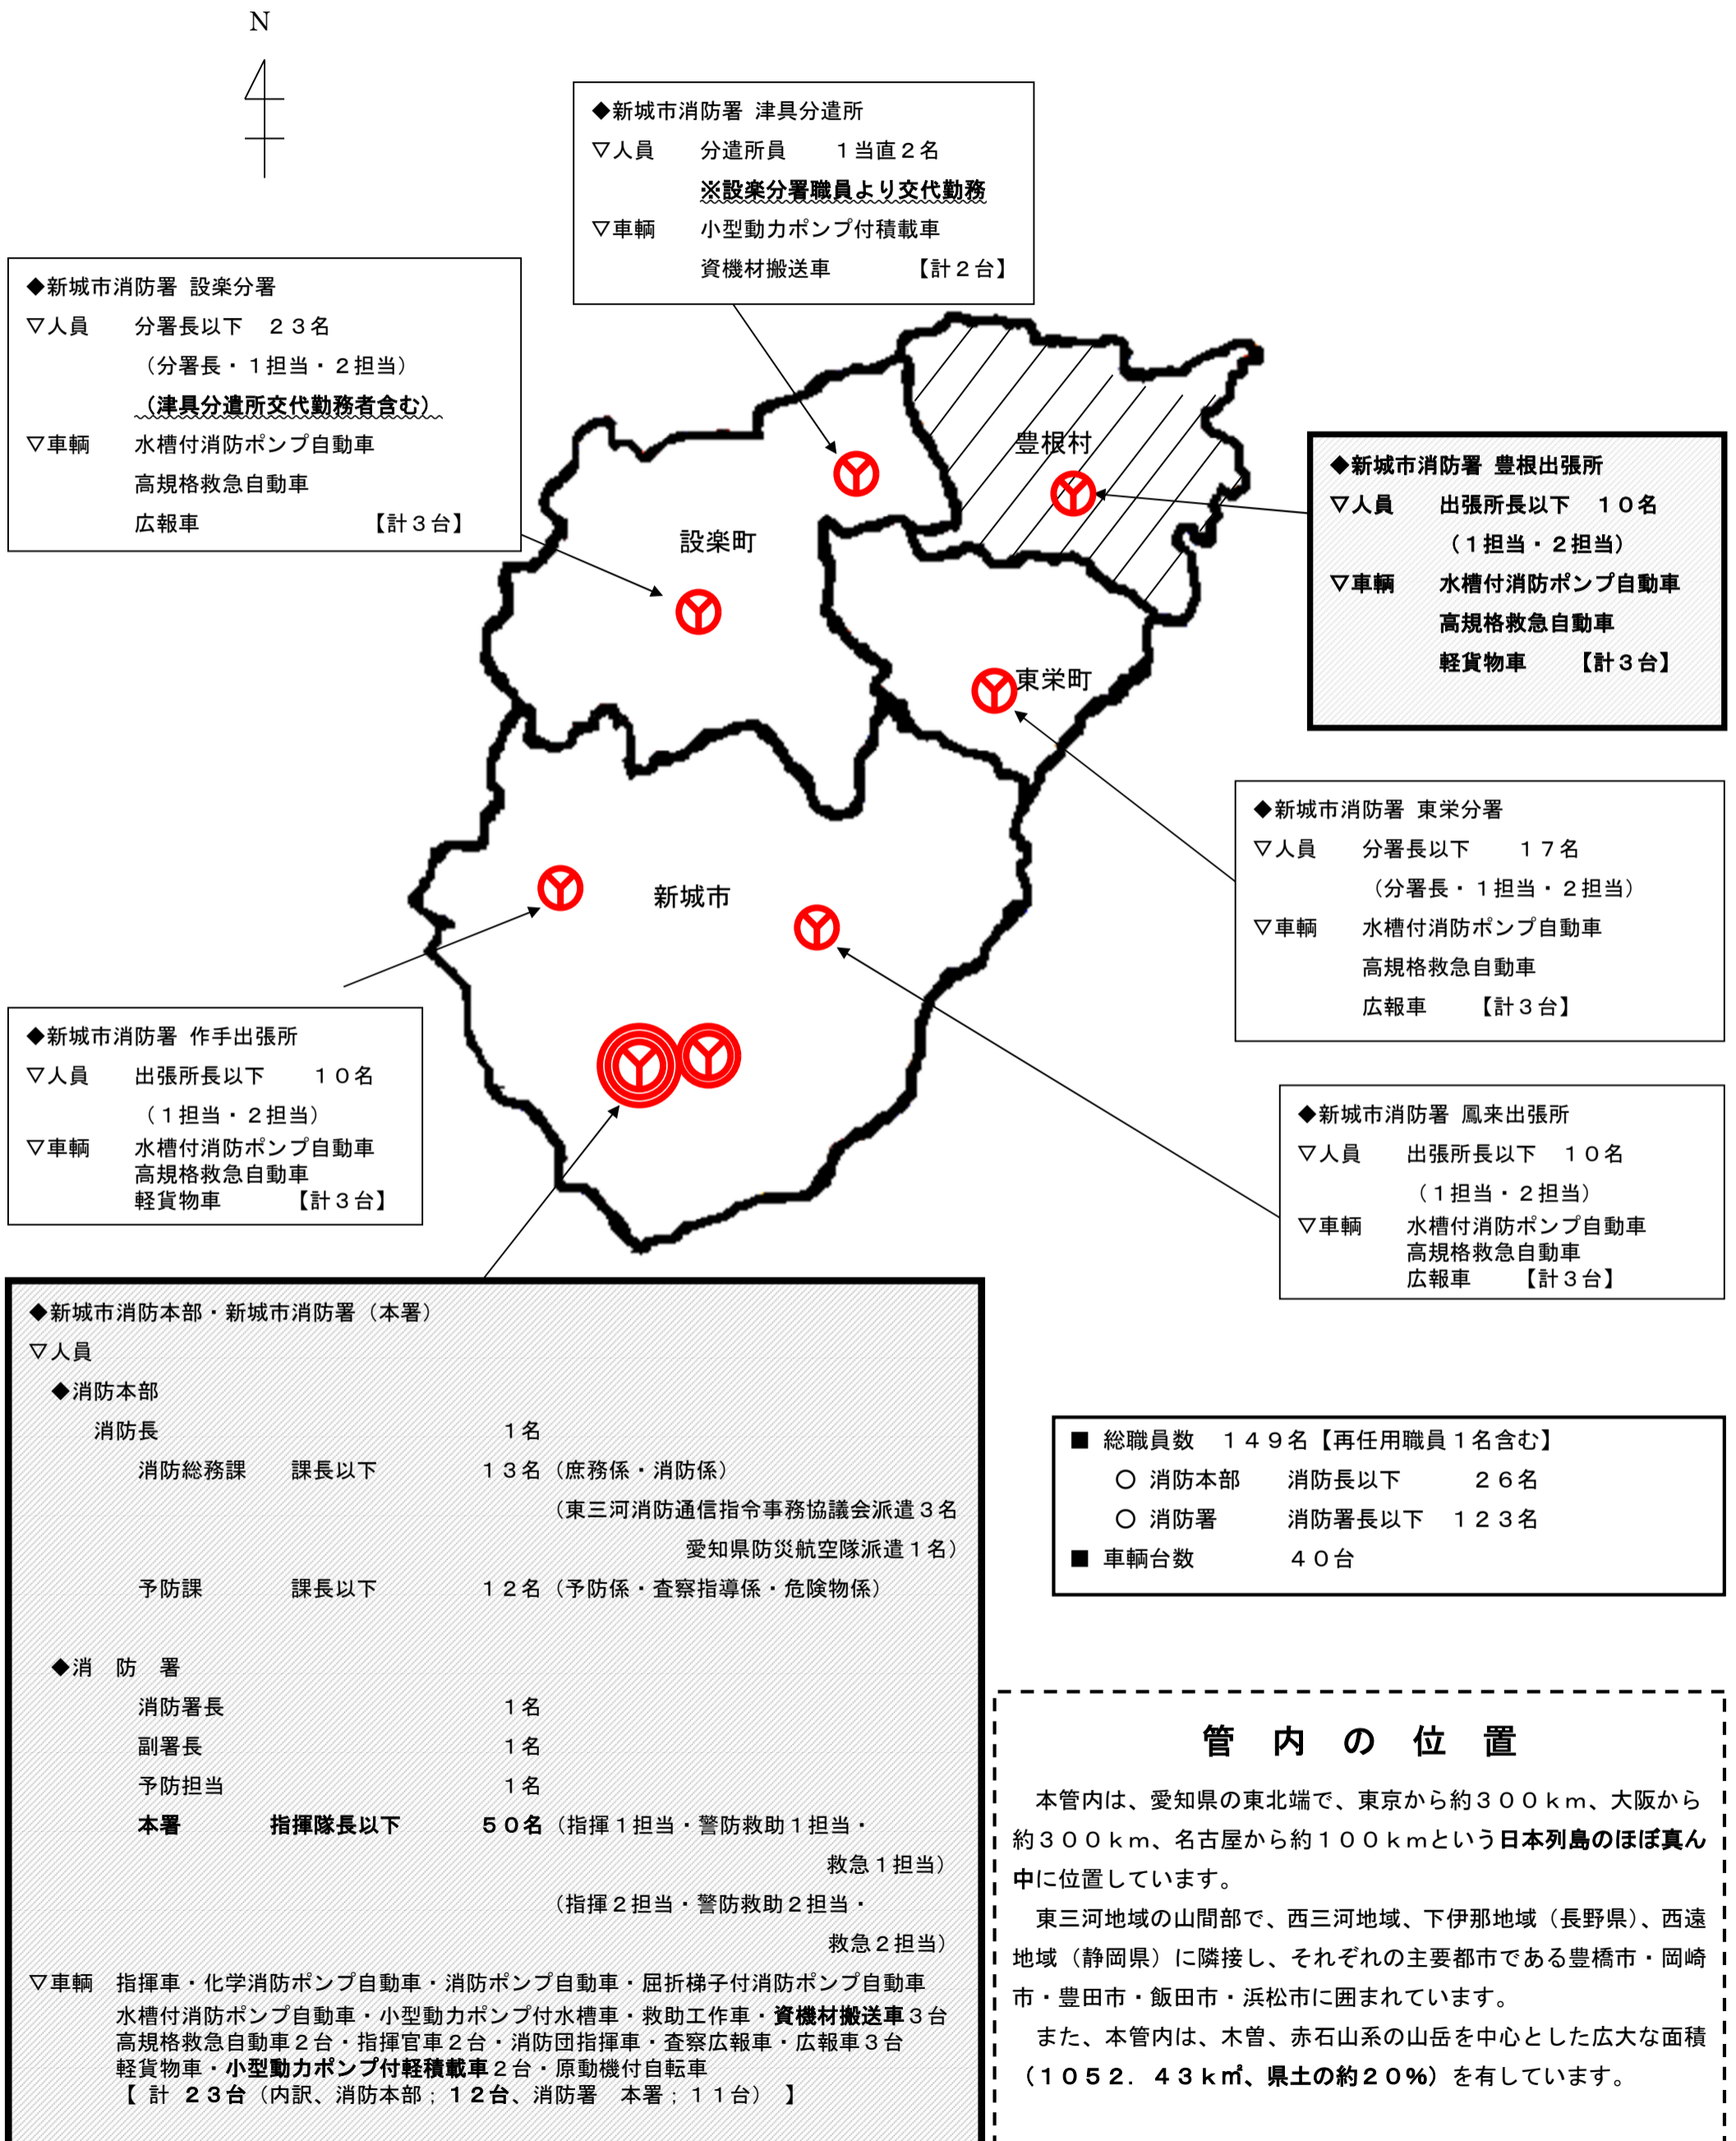 N
◆新城市消防署 津具分遣所
▽人員 分遣所員 １当直２名
※設楽分署職員より交代勤務
▽車輌 小型動力ポンプ付積載車
資機材搬送車 【計２台】
◆新城市消防署 設楽分署
▽人員 分署長以下 ２３名
（分署長・１担当・２担当）
（津具分遣所交代勤務者含む）
▽車輌 水槽付消防ポンプ自動車
高規格救急自動車
広報車 【計３台】
豊根村
◆新城市消防署 豊根出張所
▽人員 出張所長以下 １０名
（１担当・２担当）
▽車輌 水槽付消防ポンプ自動車
高規格救急自動車
軽貨物車 【計３台】
設楽町
東栄町
◆新城市消防署 東栄分署
▽人員 分署長以下 １７名
（分署長・１担当・２担当）
▽車輌 水槽付消防ポンプ自動車
高規格救急自動車
広報車 【計３台】
新城市
◆新城市消防署 作手出張所
▽人員 出張所長以下 １０名
（１担当・２担当）
▽車輌 水槽付消防ポンプ自動車
高規格救急自動車
軽貨物車 【計３台】
◆新城市消防署 鳳来出張所
▽人員 出張所長以下 １０名
（１担当・２担当）
▽車輌 水槽付消防ポンプ自動車
高規格救急自動車
広報車 【計３台】
◆新城市消防本部・新城市消防署（本署）
▽人員
◆消防本部
消防長 １名
消防総務課 課長以下 １３名（庶務係・消防係）
（東三河消防通信指令事務協議会派遣３名
愛知県防災航空隊派遣１名）
予防課 課長以下 １２名（予防係・査察指導係・危険物係）
◆消 防 署
消防署長 １名
副署長 １名
予防担当 １名
本署 指揮隊長以下 ５０名（指揮１担当・警防救助１担当・
救急１担当）
（指揮２担当・警防救助２担当・
救急２担当）
▽車輌 指揮車・化学消防ポンプ自動車・消防ポンプ自動車・屈折梯子付消防ポンプ自動車
水槽付消防ポンプ自動車・小型動力ポンプ付水槽車・救助工作車・資機材搬送車３台
高規格救急自動車２台・指揮官車２台・消防団指揮車・査察広報車・広報車３台
軽貨物車・小型動力ポンプ付軽積載車２台・原動機付自転車
【 計 ２３台（内訳、消防本部；１２台、消防署 本署；１１台） 】
■ 総職員数 １４９名【再任用職員１名含む】
○ 消防本部 消防長以下 ２６名
○ 消防署 消防署長以下 １２３名
■ 車輌台数 ４０台
管 内 の 位 置
本管内は、愛知県の東北端で、東京から約３００ｋｍ、大阪から
約３００ｋｍ、名古屋から約１００ｋｍという日本列島のほぼ真ん
中に位置しています。
東三河地域の山間部で、西三河地域、下伊那地域（長野県）、西遠
地域（静岡県）に隣接し、それぞれの主要都市である豊橋市・岡崎
市・豊田市・飯田市・浜松市に囲まれています。
また、本管内は、木曽、赤石山系の山岳を中心とした広大な面積
（１０５２．４３ｋ㎡、県土の約２０％）を有しています。